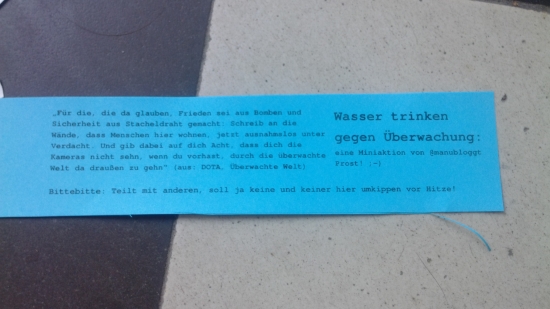 „Für die, die da glauben, Frieden sei aus Bomben und
Sicherheit aus Stacheldraht gemacht: Schreib an die
Wände, dass Menschen hier wohnen, jetzt ausnahmslos unter
Verdacht. Und gib dabei auf dich Acht, dass dich die
Kameras nicht sehn, wenn du vorhast, durch die überwachte
Welt da draußen zu gehn“ (aus: DOTA, Überwachte Welt)
Wasser trinken
gegen Überwachung:
eine Miniaktion von @manobloggt
Prost! ;-)
Bittebitte: Teilt mit anderen, soll ja keine und keiner hier umkippen vor Hitze!